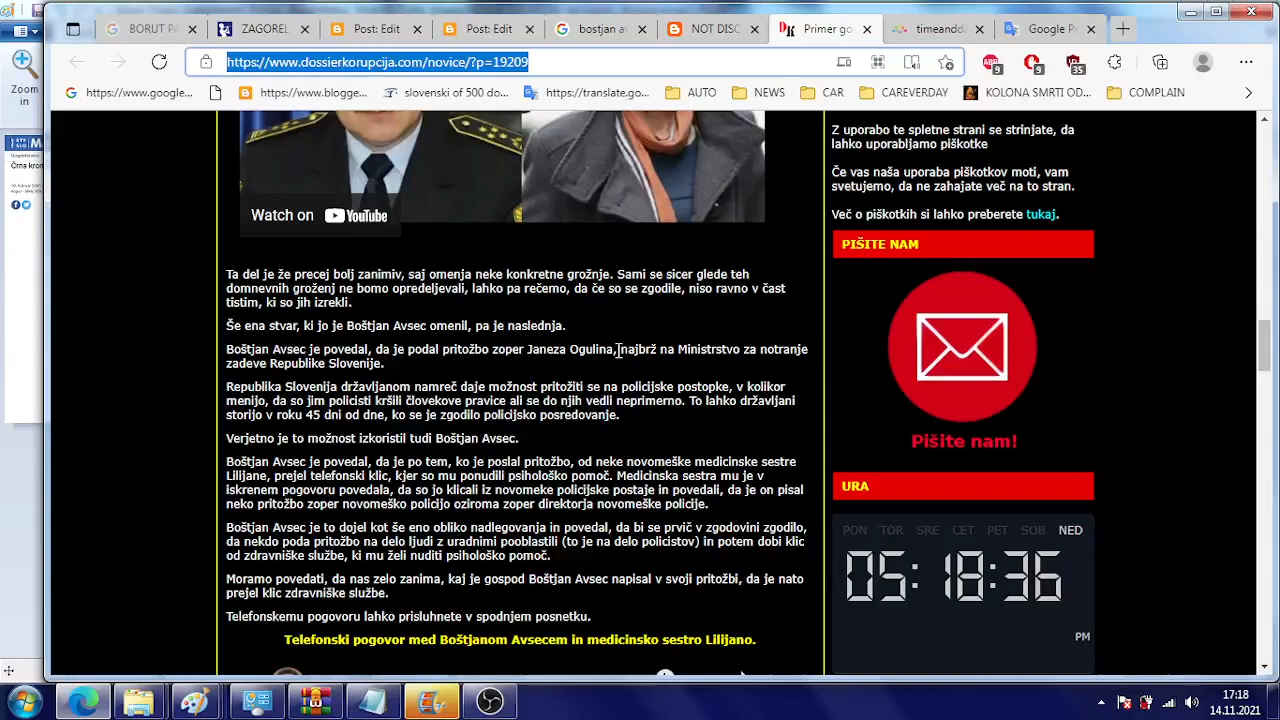 BORUT PA
ZAGOREL
Post: Edit
Post: Edit
bostjan av
NOT DISC
Primer go
timeandda
Google Pr
https://www.dossierkorupcija.com/novice/?p=19209
9
9
35
https://www.google...
https://www.blogge...
slovenski of 500 do...
https://translate.go...
AUTO
NEWS
CAR
CAREVERDAY
KOLONA SMRTI OD...
COMPLAIN
Zoom
in
Watch on YouTube
Ta del je že precej bolj zanimiv, saj omenja neke konkretne grožnje. Sami se sicer glede teh
domnevnih groženj ne bomo opredeljevali, lahko pa rečemo, da če so se zgodile, niso ravno v čast
tistim, ki so jih izrekli.
Še ena stvar, ki jo je Boštjan Avsec omenil, pa je naslednja.
Boštjan Avsec je povedal, da je podal pritožbo zoper Janeza Ogulina, najbrž na Ministrstvo za notranje
zadeve Republike Slovenije.
Republika Slovenija državljanom namreč daje možnost pritožiti se na policijske postopke, v kolikor
menijo, da so jim policisti kršili človekove pravice ali se do njih vedli neprimerno. To lahko državljani
storijo v roku 45 dni od dne, ko se je zgodilo policijsko posredovanje.
Verjetno je to možnost izkoristil tudi Boštjan Avsec.
Boštjan Avsec je povedal, da je po tem, ko je poslal pritožbo, od neke novomeške medicinske sestre
Lilijane, prejel telefonski klic, kjer so mu ponudili psihološko pomoč. Medicinska sestra mu je v
iskrenem pogovoru povedala, da so jo klicali iz novomeke policijske postaje in povedali, da je on pisal
neko pritožbo zoper novomeško policijo oziroma zoper direktorja novomeške policije.
Boštjan Avsec je to dojel kot še eno obliko nadlegovanja in povedal, da bi se prvič v zgodovini zgodilo,
da nekdo da pritožbo na delo ljudi z uradnimi pooblastili (to je na delo policistov) in potem dobi klic
od zdravniške službe, ki mu želi nuditi psihološko pomoč.
Moramo povedati, da nas zelo zanima, kaj je gospod Boštjan Avsec napisal v svoji pritožbi, da je nato
prejel klic zdravniške službe.
Telefonskemu pogovoru lahko prisluhnete v spodnjem posnetku.
Telefonski pogovor med Boštjanom Avsecem in medicinsko sestro Lilijano.
Z uporabo te spletne strani se strinjate, da
lahko uporabljamo piškotke
Če vas naša uporaba piškotkov moti, vam
svetujemo, da ne zahajate več na to stran.
Več o piškotkih si lahko preberete tukaj.
PIŠITE NAM
Pišite nam!
URA
PON TOR SRE CET PET SOB NED
05:18:36
PM
17:18
14.11.2021